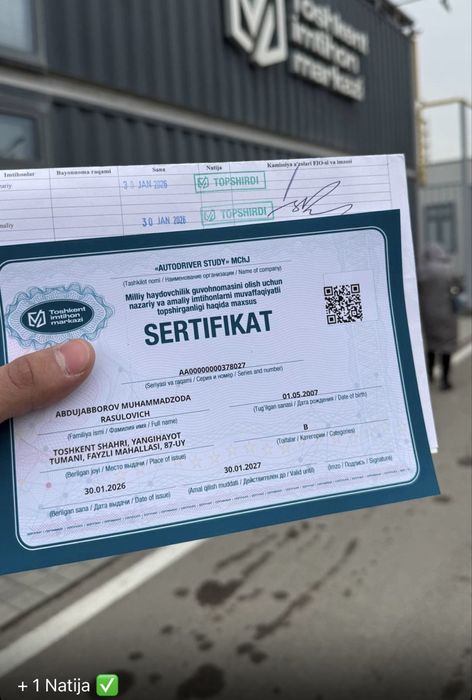 Toshkent
imtihon
markazi
Imtihonlar Bayonnoma raqami Sana Natija Komissiya a'zolari FIO-si va imzosi
30 JAN 2026 TOPSHIRDI
30 JAN 2026 TOPSHIRDI
«AUTODRIVER STUDY» MChJ
(Tashkilot nomi / Наименование организации / Name of company)
Milliy haydovchilik guvohnomasini olish uchun
nazariy va amaliy imtihonlarni muvaffaqiyatli
topshirganligi haqida maxsus
SERTIFIKAT
Toshkent
imtihon
markazi
AA00000000378027
(Seriyasi va raqami / Серия и номер / Series and number)
ABDUJABBOROV MUHAMMADZODA
RASULOVICH
(Familiya ismi / Фамилия имя / Full name)
01.05.2007
(Tug'ilgan sanasi / Дата рождения / Date of birth)
TOSHKENT SHAHRI, YANGIHAYOT
TUMANI, FAYZLI MAHALLASI, 87-UY
(Berilgan joyi / Место выдачи / Place of issue)
B
(Toifalar / Категории / Categories)
30.01.2026
(Berilgan sana / Дата выдачи / Date of issue)
30.01.2027
(Amal qilish muddati / Действителен до / Valid until)
(Imzo / Подпись / Signature)
+ 1 Natija ✅